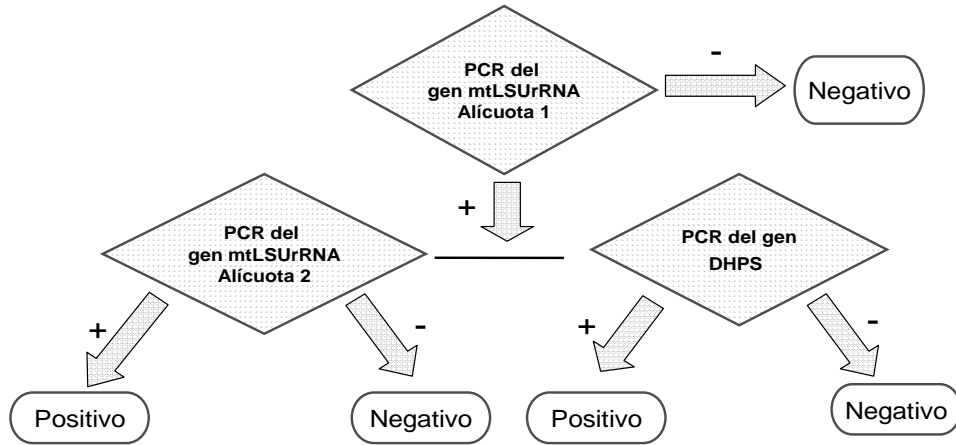 PCR del
gen mtLSUrRNA
Alícuota 1
-
Negativo
+
PCR del
gen mtLSUrRNA
Alícuota 2
PCR del gen
DHPS
+
-
+
-
Positivo
Negativo
Positivo
Negativo